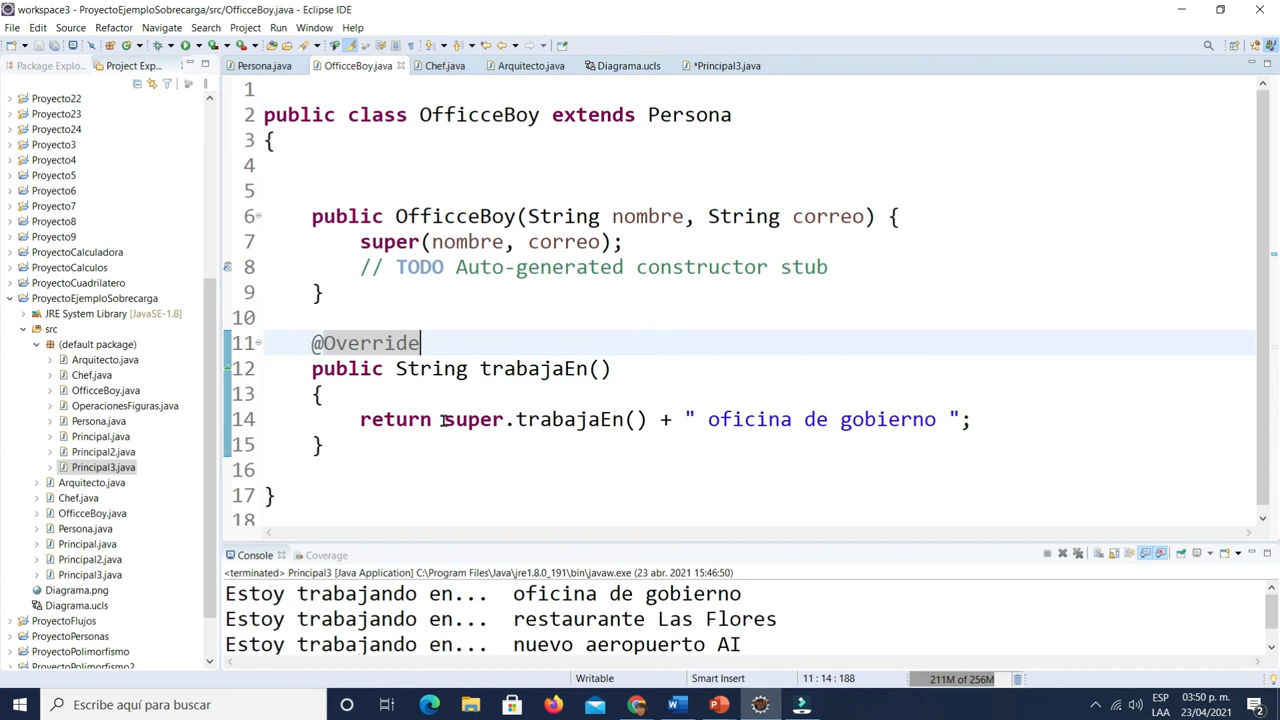 workspace3 - ProyectoEjemploSobrecarga/src/OfficceBoy.java - Eclipse IDE
File Edit Source Refactor Navigate Search Project Run Window Help
Package Explo... Project Exp...
Persona.java OfficeBoy.java Chef.java Arquitecto.java Diagrama.ucls *Principal3.java
Proyecto22
Proyecto23
Proyecto24
Proyecto3
Proyecto4
Proyecto5
Proyecto6
Proyecto7
Proyecto8
Proyecto9
ProyectoCalculadora
ProyectoCalculos
ProyectoCuadrilatero
ProyectoEjemploSobrecarga
JRE System Library [JavaSE-1.8]
src
(default package)
Arquitecto.java
Chef.java
OfficeBoy.java
OperacionesFiguras.java
Persona.java
Principal.java
Principal2.java
Principal3.java
Arquitecto.java
Chef.java
OfficeBoy.java
Persona.java
Principal.java
Principal2.java
Principal3.java
Diagrama.png
Diagrama.ucls
ProyectoFlujos
ProyectoPersonas
ProyectoPolimorfismo
ProyectoPolimorfismo2
1
2 public class OfficceBoy extends Persona
3 {
4
5
6 public OfficceBoy(String nombre, String correo) {
7 super(nombre, correo);
8 // TODO Auto-generated constructor stub
9 }
10
11 @Override
12 public String trabajaEn()
13 {
14 return super.trabajaEn() + " oficina de gobierno ";
15 }
16
17 }
18
Console Coverage
<terminated> Principal3 [Java Application] C:\Program Files\Java\jre1.8.0_191\bin\javaw.exe (23 abr. 2021 15:46:50)
Estoy trabajando en... oficina de gobierno
Estoy trabajando en... restaurante Las Flores
Estoy trabajando en... nuevo aeropuerto AI
Writable Smart Insert 11 : 14 : 188 211M of 256M
Escribe aquí para buscar
ESP
LAA
03:50 p. m.
23/04/2021
2